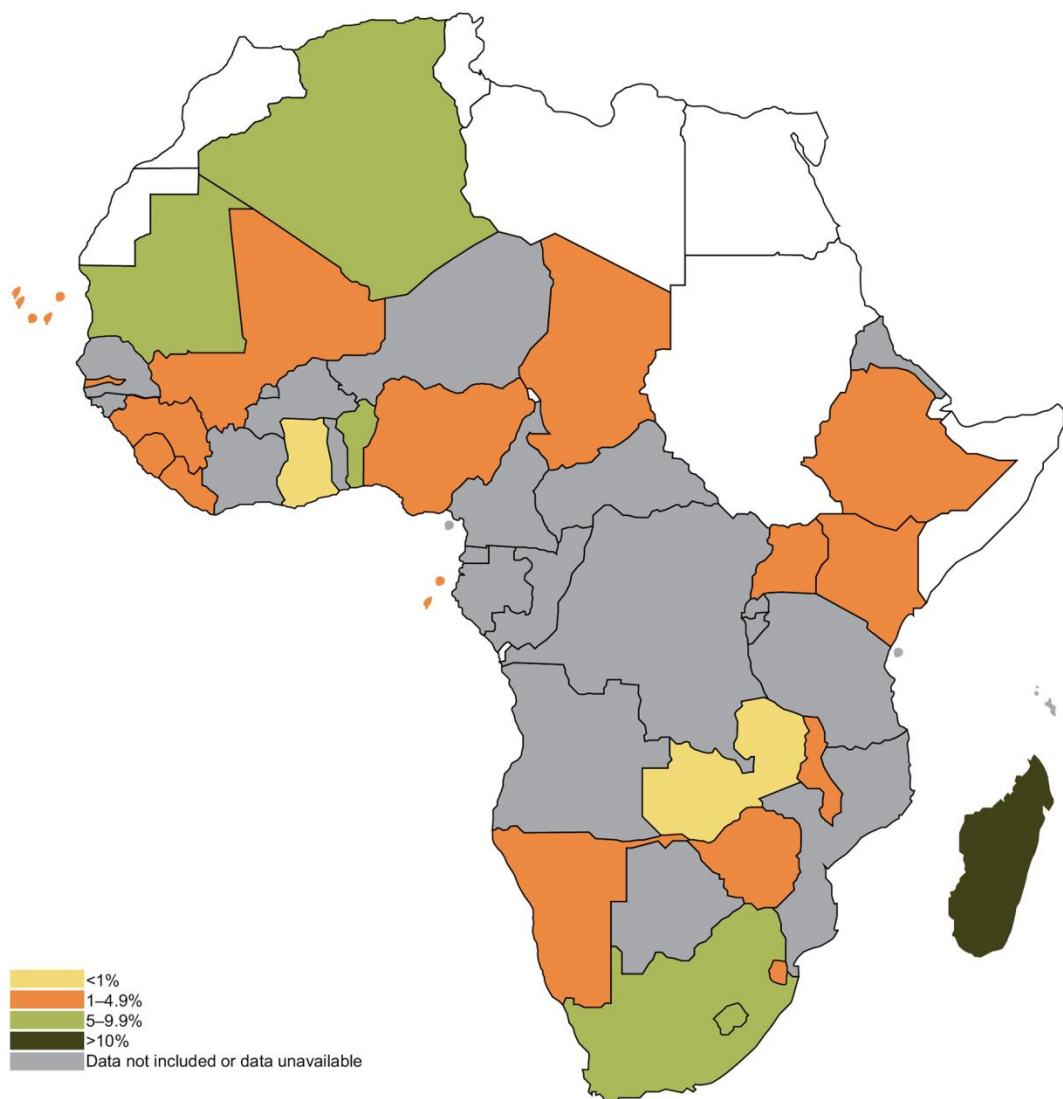 <1%
1–4.9%
5–9.9%
>10%
Data not included or data unavailable